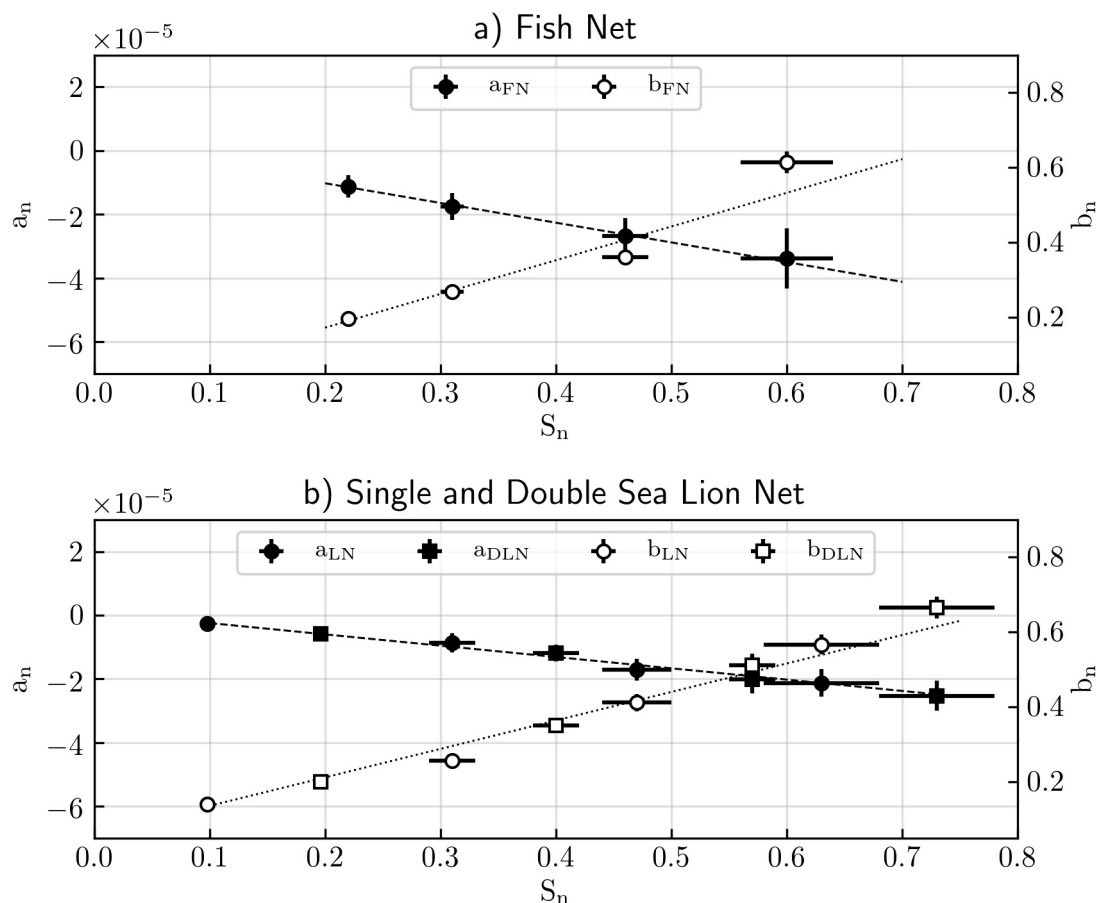 a) Fish Net
×10⁻⁵
a_FN b_FN
2
0
−2
−4
−6
a_n
0.8
0.6
0.4
0.2
b_n
0.0 0.1 0.2 0.3 0.4 0.5 0.6 0.7 0.8
S_n
b) Single and Double Sea Lion Net
×10⁻⁵
a_LN a_DLN b_LN b_DLN
2
0
−2
−4
−6
a_n
0.8
0.6
0.4
0.2
b_n
0.0 0.1 0.2 0.3 0.4 0.5 0.6 0.7 0.8
S_n